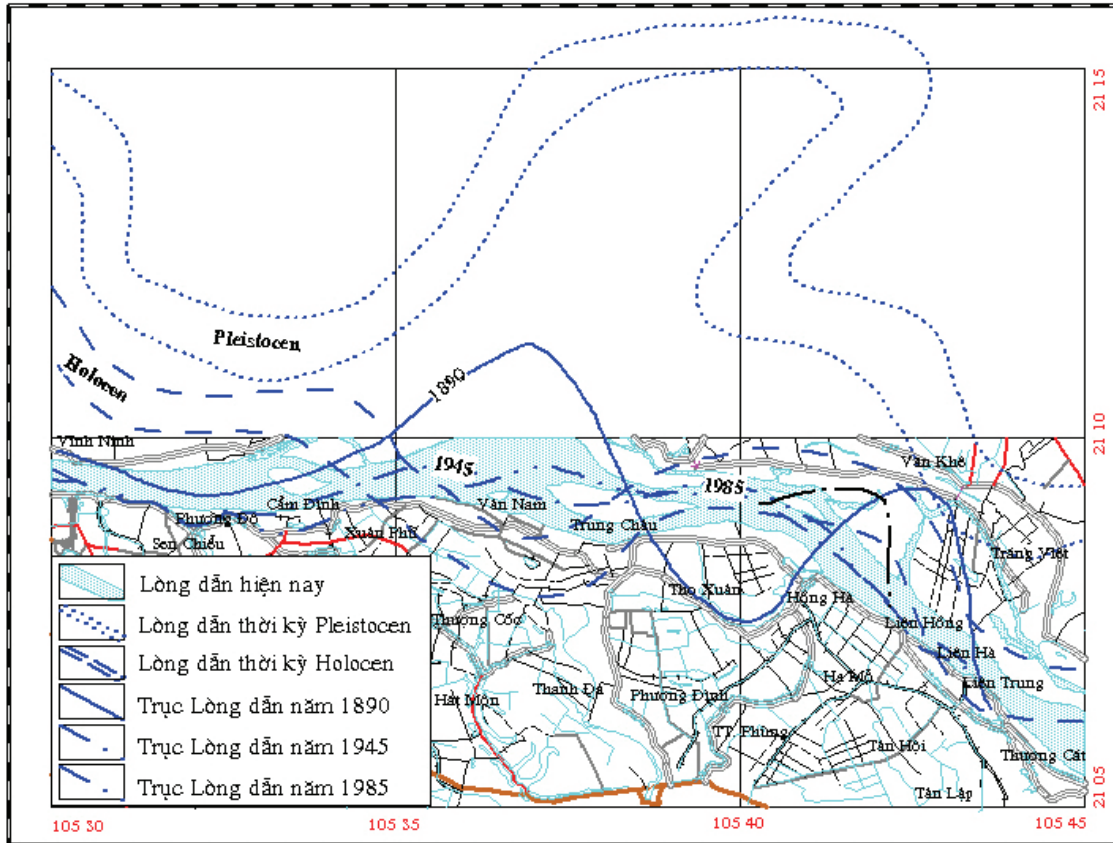 21 15
Pleistocen
Holocen
1890
21 10
Vĩnh Ninh
1945
Vân Khê
1985
Cẩm Đình
Vân Nam
Phương Độ
Xuân Phú
Trung Châu
Sen Chiểu
Tráng Việt
Lòng dẫn hiện nay
Thọ Xuân
Hồng Hà
Lòng dẫn thời kỳ Pleistocen
Thượng Cốc
Liên Hồng
Liên Hà
Lòng dẫn thời kỳ Holocen
Hạ Mỗ
Liên Trung
Hát Môn
Thanh Đa
Phương Đình
Trục Lòng dẫn năm 1890
TT. Phùng
Tân Hội
Thượng Cát
Trục Lòng dẫn năm 1945
Trục Lòng dẫn năm 1985
Tân Lập
21 05
105 30
105 35
105 40
105 45